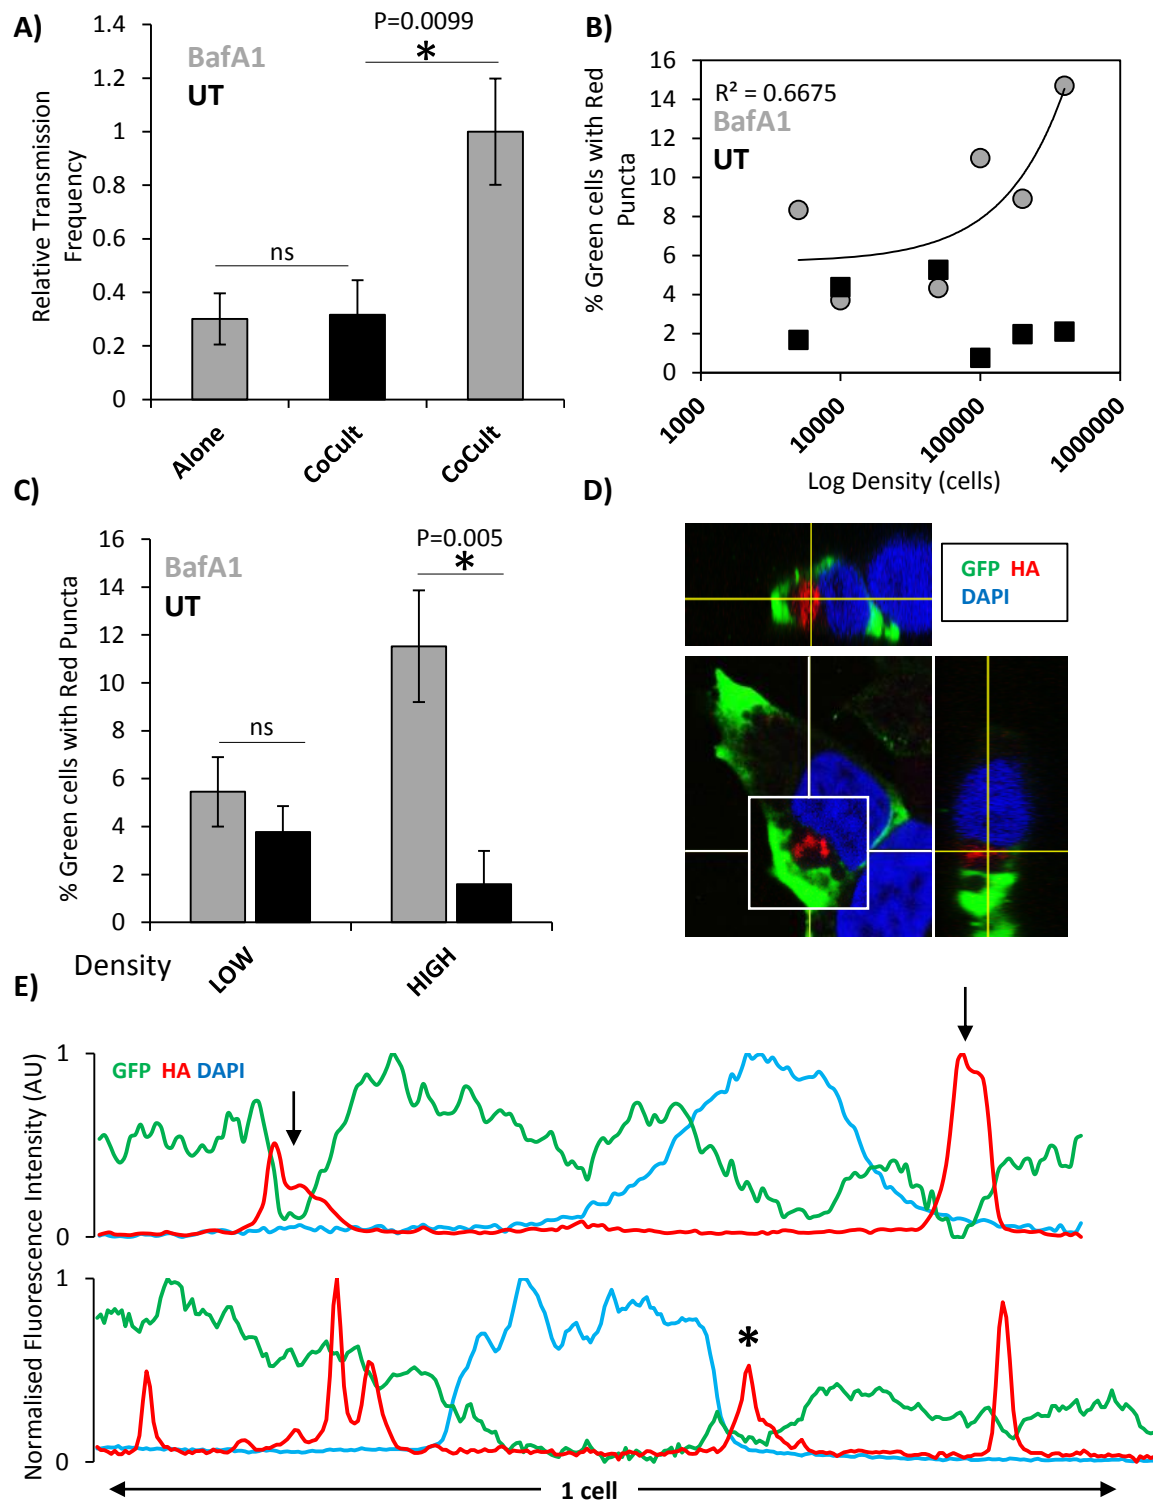 A)
P=0.0099
*
BafA1
UT
Relative Transmission
Frequency
1.4
1.2
1
0.8
0.6
0.4
0.2
0
ns
Alone
CoCult
CoCult
B)
R² = 0.6675
BafA1
UT
% Green cells with Red
Puncta
16
14
12
10
8
6
4
2
0
1000
10000
100000
1000000
Log Density (cells)
C)
P=0.005
*
BafA1
UT
% Green cells with Red Puncta
16
14
12
10
8
6
4
2
0
ns
Density
LOW
HIGH
D)
GFP HA
DAPI
E)
Normalised Fluorescence Intensity (AU)
1
GFP HA DAPI
0
1
*
0
1 cell